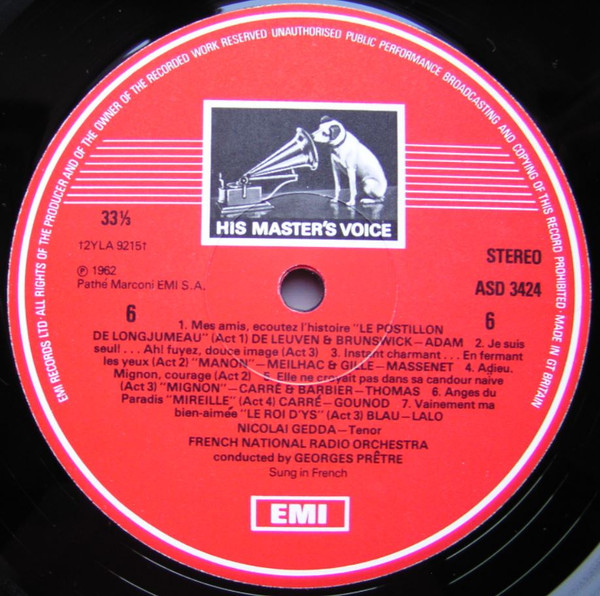 EMI RECORDS LTD · ALL RIGHTS OF THE PRODUCER AND OF THE OWNER OF THE RECORDED WORK RESERVED UNAUTHORISED PUBLIC PERFORMANCE BROADCASTING AND COPYING OF THIS RECORD PROHIBITED · MADE IN GT BRITAIN
HIS MASTER'S VOICE
33⅓
STEREO
†2YLA 9215†
ASD 3424
℗ 1962
Pathé Marconi EMI S.A.
6
6
1. Mes amis, ecoutez l'histoire "LE POSTILLON
DE LONGJUMEAU" (Act 1) DE LEUVEN & BRUNSWICK–ADAM 2. Je suis
seul! . . . Ah! fuyez, douce image (Act 3) 3. Instant charmant . . . En fermant
les yeux (Act 2) "MANON"–MEILHAC & GILLE–MASSENET 4. Adieu.
Mignon, courage (Act 2) 5. Elle ne croyait pas dans sa candour naive
(Act 3) "MIGNON"–CARRÉ & BARBIER–THOMAS 6. Anges du
Paradis "MIREILLE" (Act 4) CARRÉ–GOUNOD 7. Vainement ma
bien-aimée "LE ROI D'YS" (Act 3) BLAU–LALO
NICOLAI GEDDA–Tenor
FRENCH NATIONAL RADIO ORCHESTRA
conducted by GEORGES PRÊTRE
Sung in French
EMI